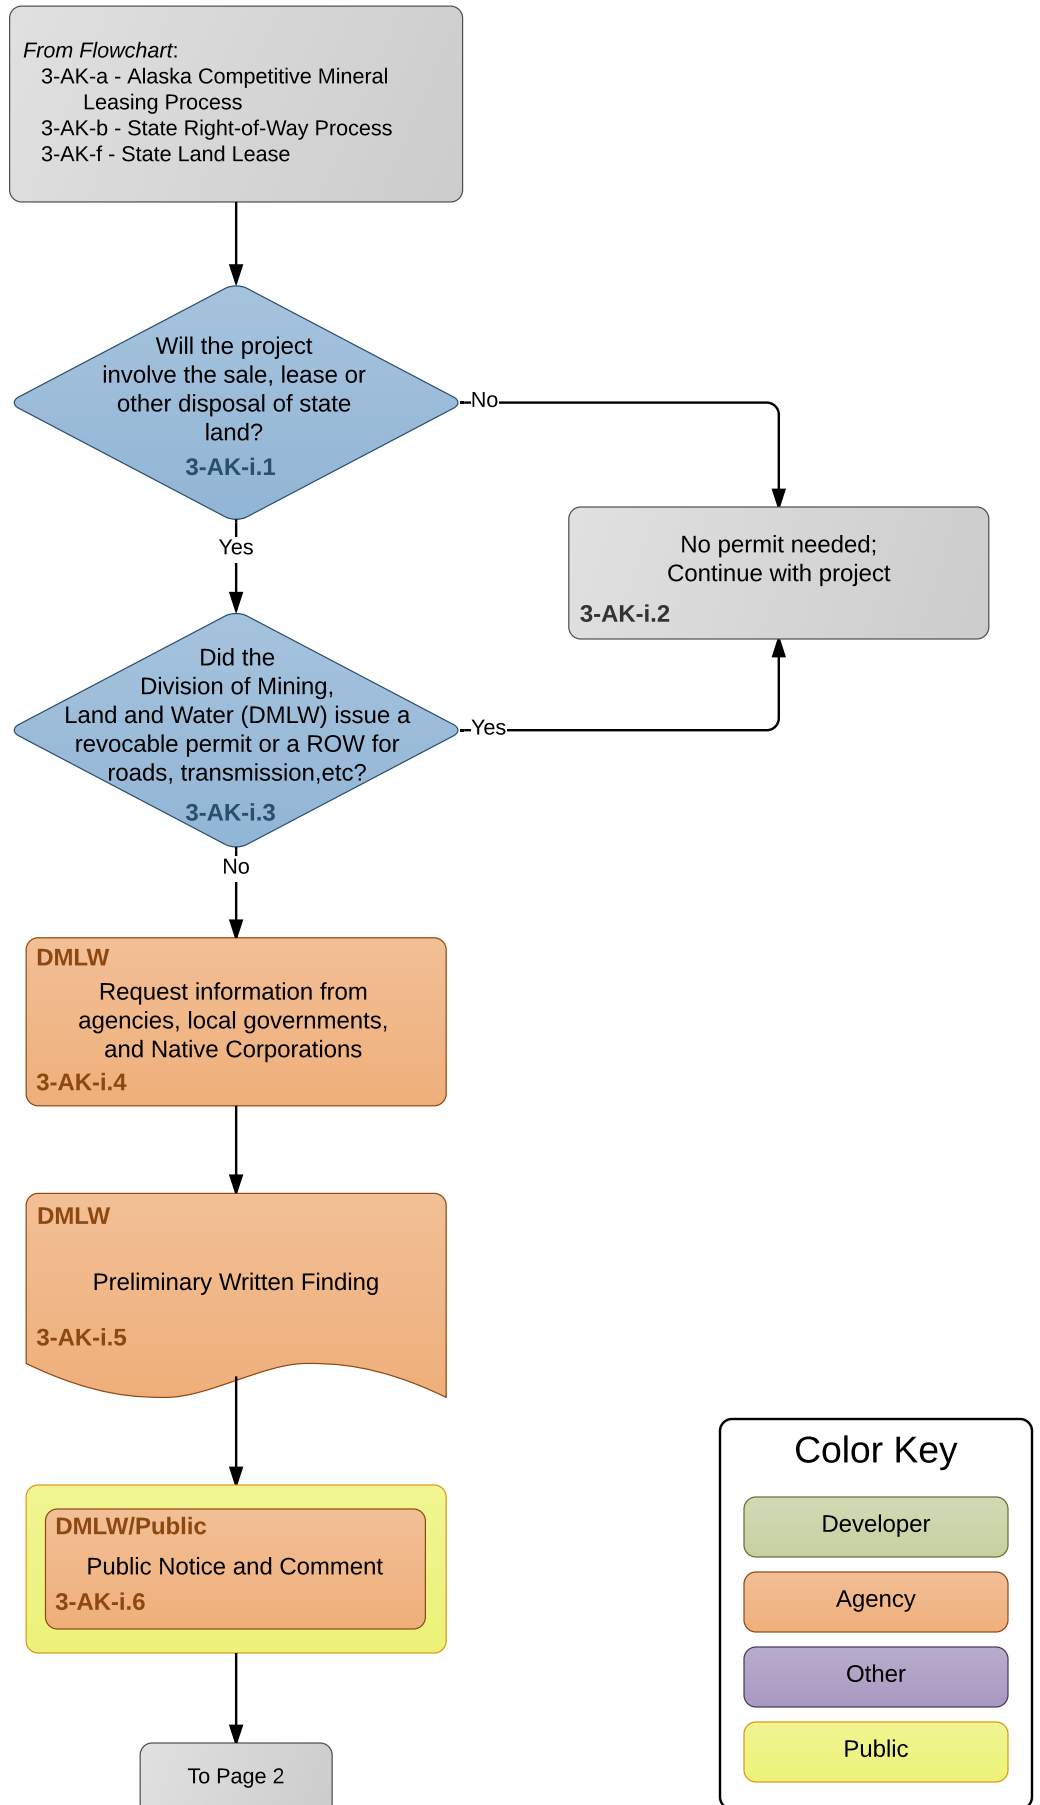 From Flowchart:
3-AK-a - Alaska Competitive Mineral
Leasing Process
3-AK-b - State Right-of-Way Process
3-AK-f - State Land Lease
Will the project
involve the sale, lease or
other disposal of state
land?
3-AK-i.1
No
Yes
No permit needed;
Continue with project
3-AK-i.2
Did the
Division of Mining,
Land and Water (DMLW) issue a
revocable permit or a ROW for
roads, transmission,etc?
3-AK-i.3
Yes
No
DMLW
Request information from
agencies, local governments,
and Native Corporations
3-AK-i.4
DMLW
Preliminary Written Finding
3-AK-i.5
DMLW/Public
Public Notice and Comment
3-AK-i.6
To Page 2
Color Key
Developer
Agency
Other
Public